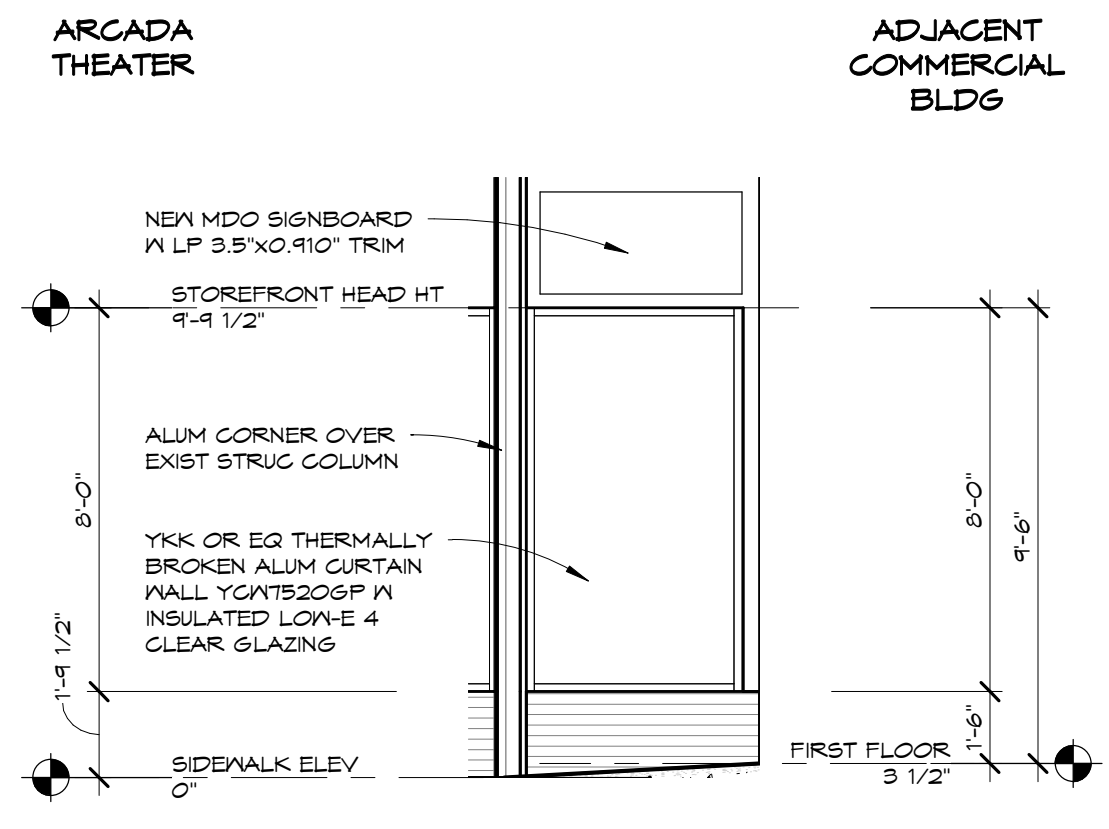 ARCADA
THEATER
ADJACENT
COMMERCIAL
BLDG
NEW MDO SIGNBOARD
W LP 3.5"x0.910" TRIM
STOREFRONT HEAD HT
9'-9 1/2"
ALUM CORNER OVER
EXIST STRUC COLUMN
8'-0"
8'-0"
9'-6"
YKK OR EQ THERMALLY
BROKEN ALUM CURTAIN
WALL YCW7520GP W
INSULATED LOW-E 4
CLEAR GLAZING
1'-9 1/2"
1'-6"
SIDEWALK ELEV
0"
FIRST FLOOR
3 1/2"